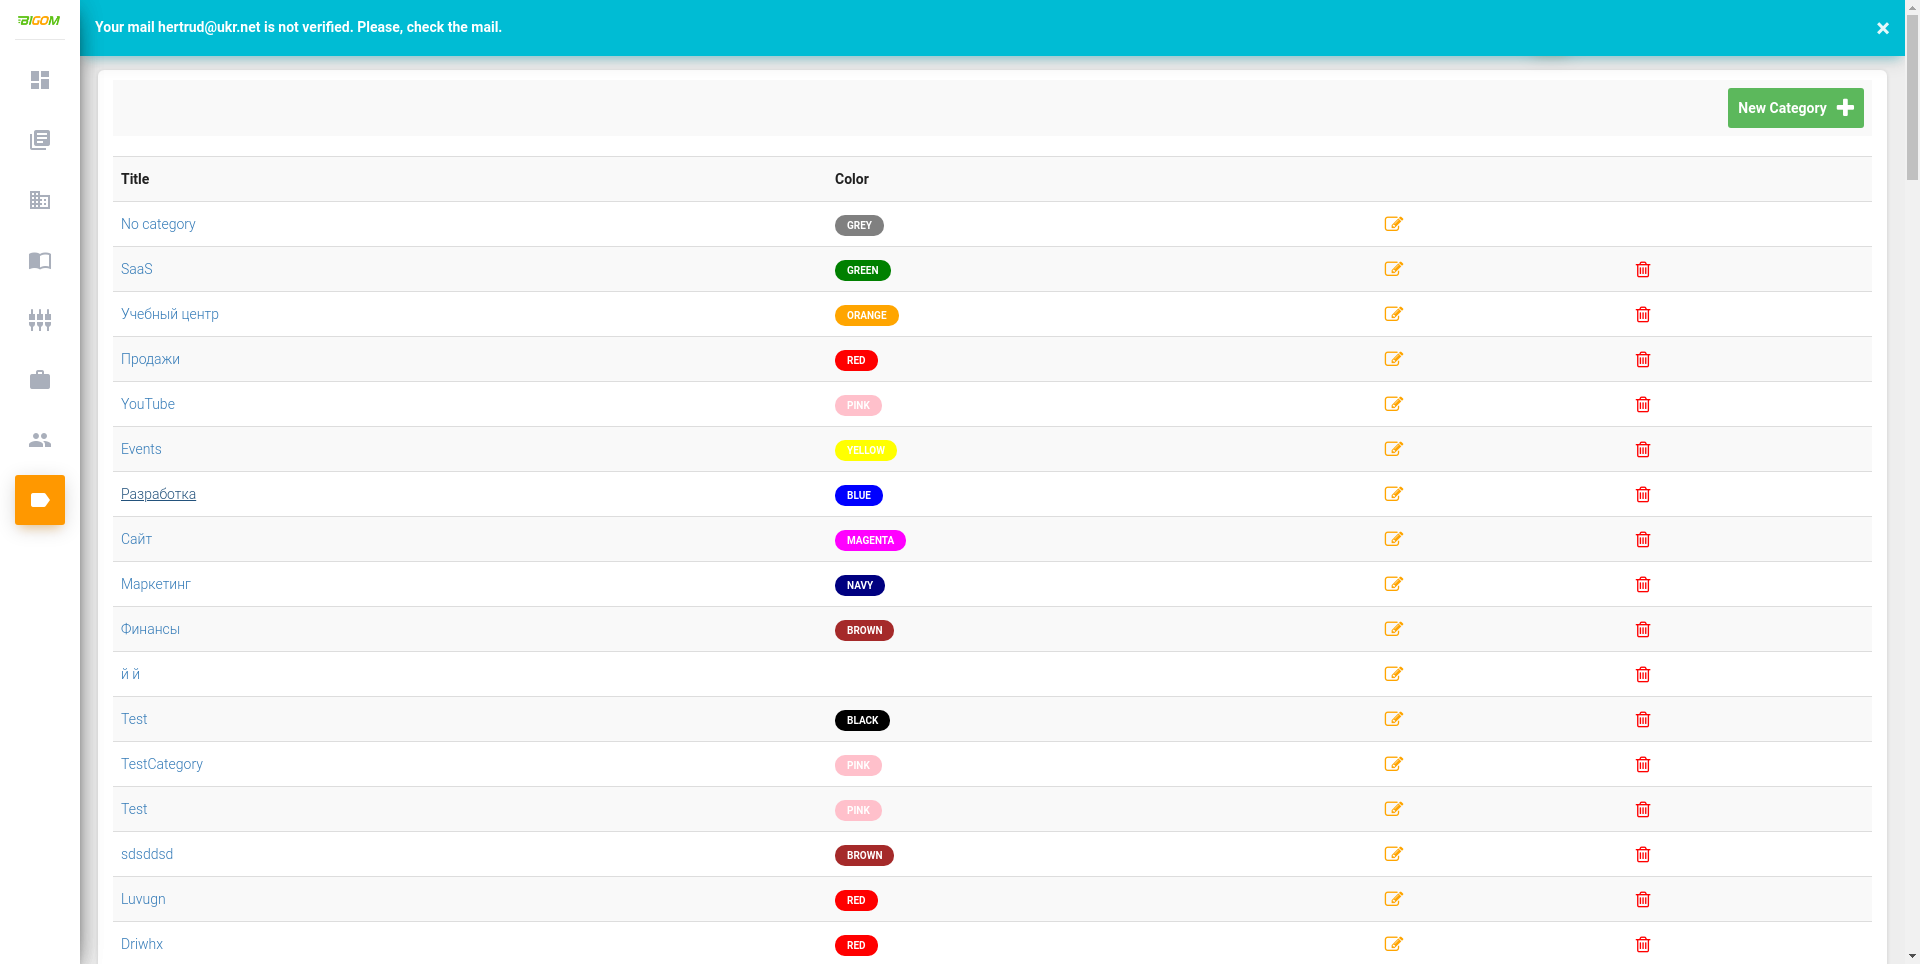 BIGOM
Your mail hertrud@ukr.net is not verified. Please, check the mail.
New Category
Title Color
No category GREY
SaaS GREEN
Учебный центр ORANGE
Продажи RED
YouTube PINK
Events YELLOW
Разработка BLUE
Сайт MAGENTA
Маркетинг NAVY
Финансы BROWN
й й
Test BLACK
TestCategory PINK
Test PINK
sdsddsd BROWN
Luvugn RED
Driwhx RED